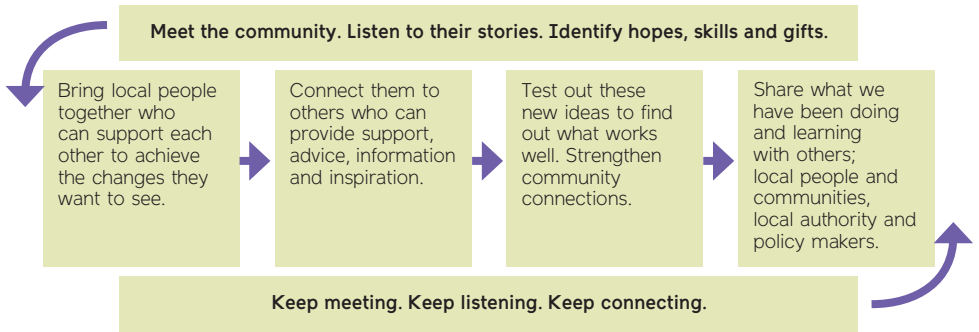 Meet the community. Listen to their stories. Identify hopes, skills and gifts.
Bring local people
together who
can support each
other to achieve
the changes they
want to see.
Connect them to
others who can
provide support,
advice, information
and inspiration.
Test out these
new ideas to find
out what works
well. Strengthen
community
connections.
Share what we
have been doing
and learning
with others;
local people and
communities,
local authority and
policy makers.
Keep meeting. Keep listening. Keep connecting.